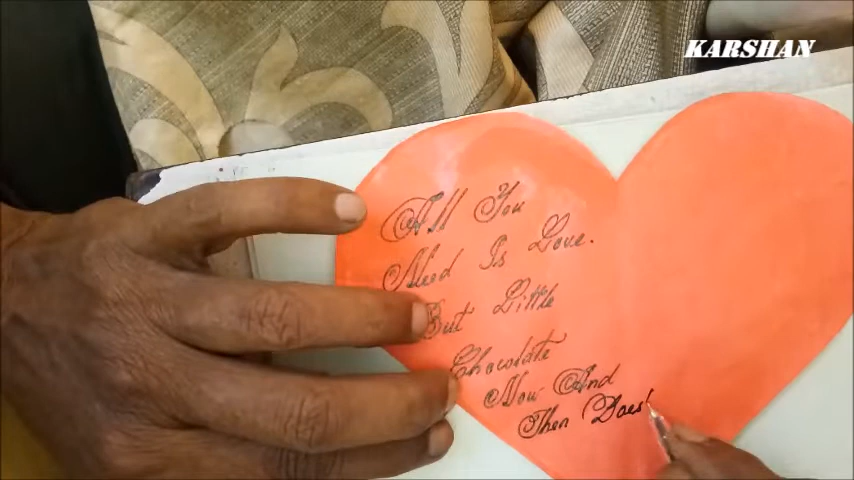 KARSHAN
All You
Need Is Love.
But Little
Chocolate
Now And
Then Does'